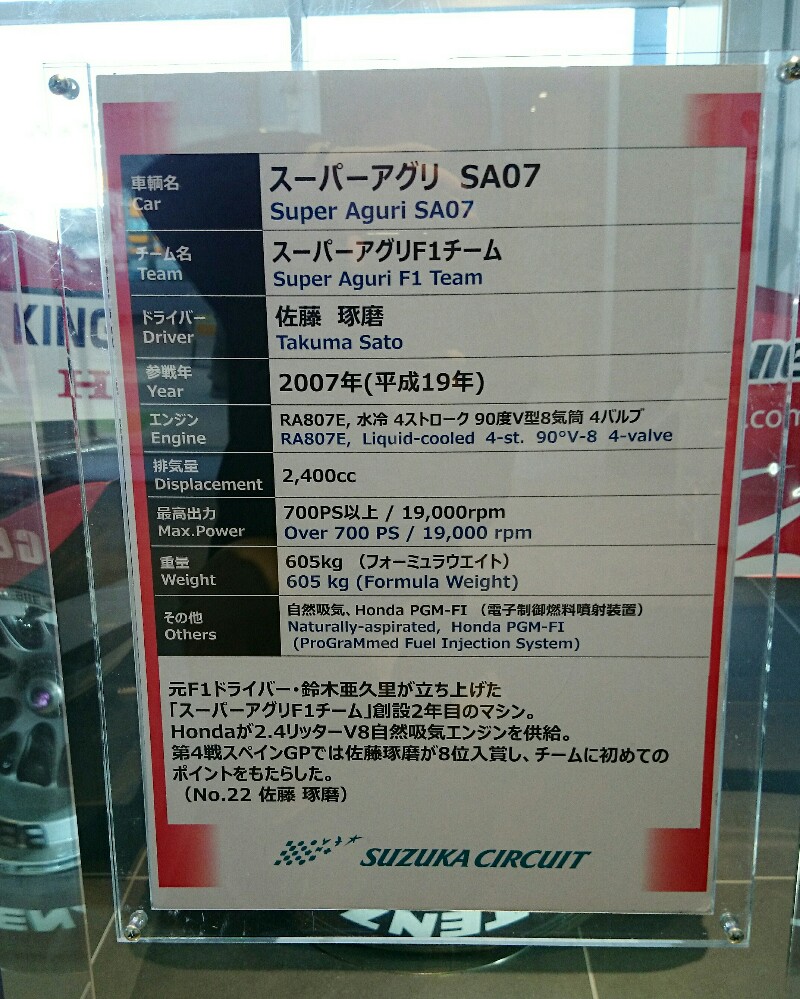 車輌名
Car
スーパーアグリ SA07
Super Aguri SA07
チーム名
Team
スーパーアグリF1チーム
Super Aguri F1 Team
ドライバー
Driver
佐藤 琢磨
Takuma Sato
参戦年
Year
2007年(平成19年)
エンジン
Engine
RA807E, 水冷 4ストローク 90度V型8気筒 4バルブ
RA807E, Liquid-cooled 4-st. 90°V-8 4-valve
排気量
Displacement
2,400cc
最高出力
Max.Power
700PS以上 / 19,000rpm
Over 700 PS / 19,000 rpm
重量
Weight
605kg （フォーミュラウエイト）
605 kg (Formula Weight)
その他
Others
自然吸気、Honda PGM-FI （電子制御燃料噴射装置）
Naturally-aspirated, Honda PGM-FI
(ProGraMmed Fuel Injection System)
元F1ドライバー・鈴木亜久里が立ち上げた
「スーパーアグリF1チーム」創設2年目のマシン。
Hondaが2.4リッターV8自然吸気エンジンを供給。
第4戦スペインGPでは佐藤琢磨が8位入賞し、チームに初めての
ポイントをもたらした。
（No.22 佐藤 琢磨）
SUZUKA CIRCUIT
KING
H
ne
.com